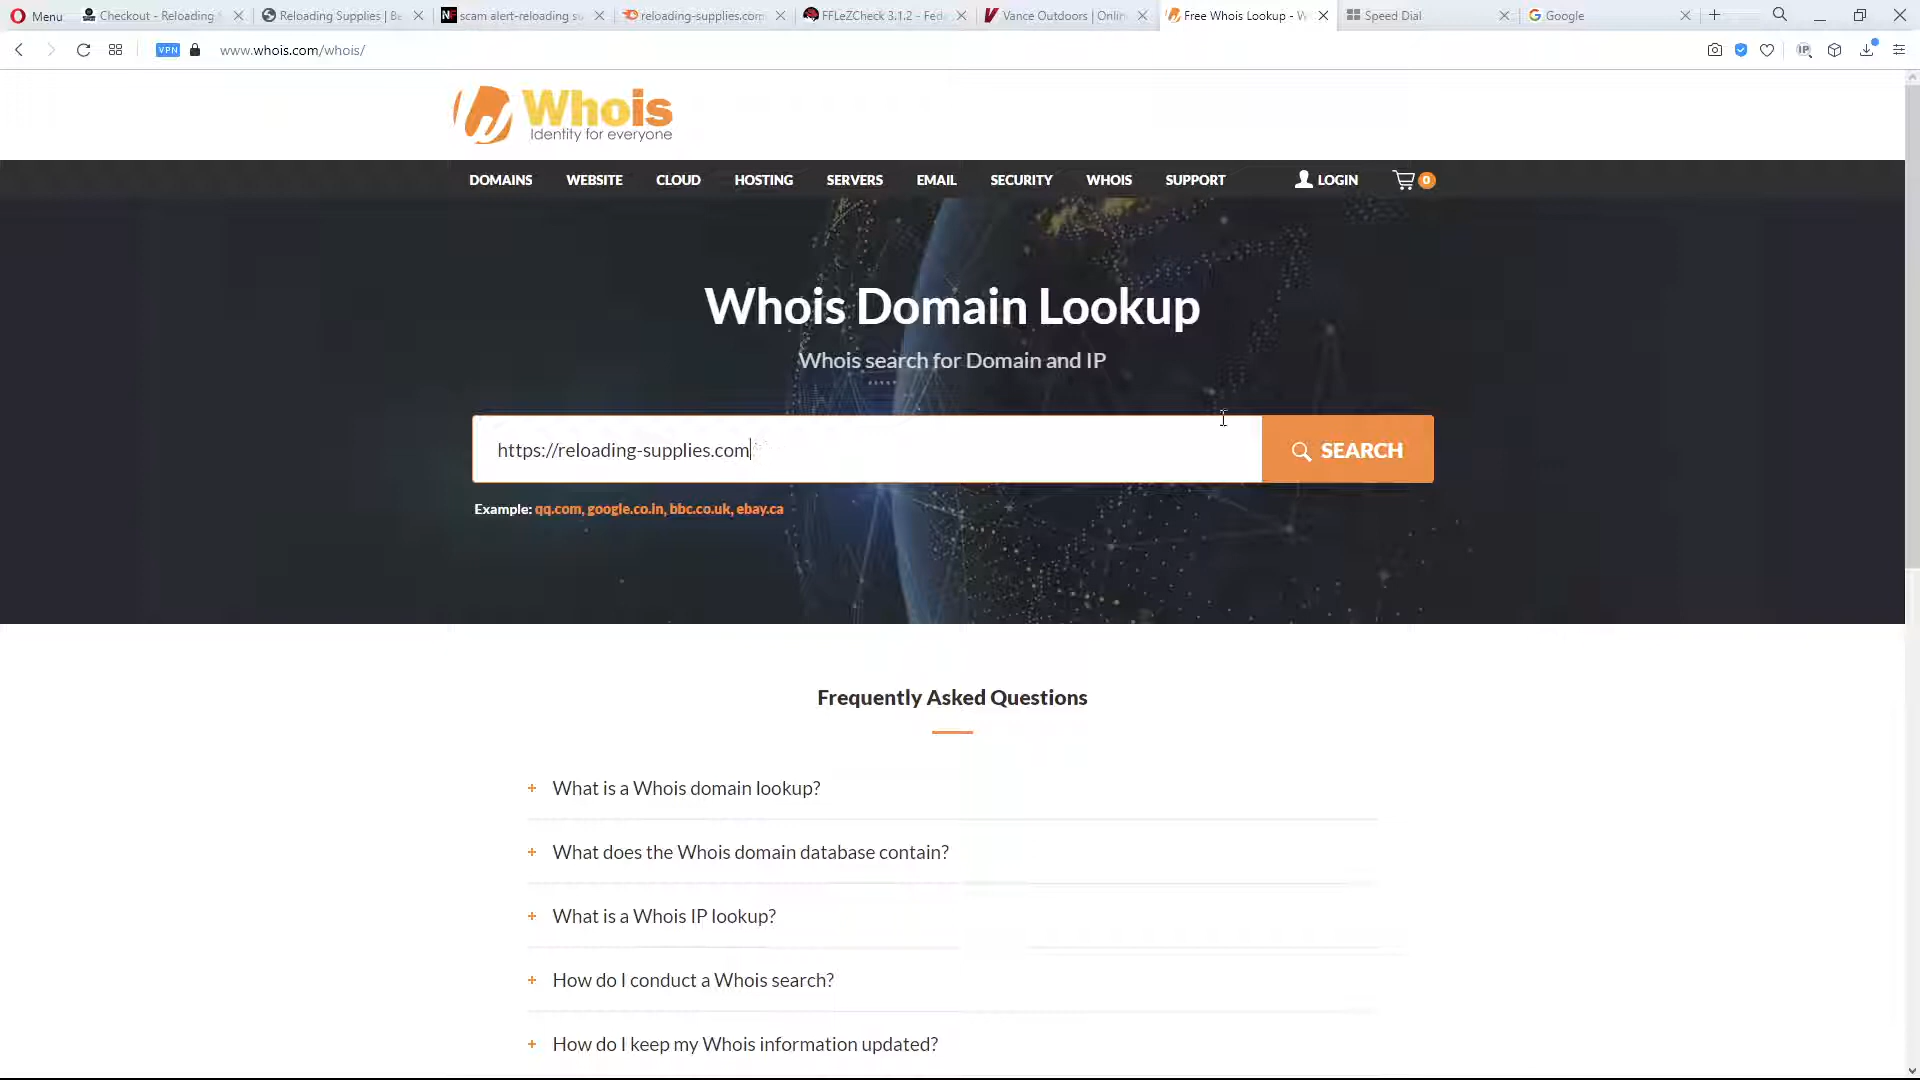 Menu
Checkout - Reloading
Reloading Supplies | Be
scam alert-reloading su
reloading-supplies.com
FFLeZCheck 3.1.2 - Fede
Vance Outdoors | Onlin
Free Whois Lookup - W
Speed Dial
Google
VPN
www.whois.com/whois/
IP
Whois
Identity for everyone
DOMAINS
WEBSITE
CLOUD
HOSTING
SERVERS
EMAIL
SECURITY
WHOIS
SUPPORT
LOGIN
0
Whois Domain Lookup
Whois search for Domain and IP
https://reloading-supplies.com
SEARCH
Example: qq.com, google.co.in, bbc.co.uk, ebay.ca
Frequently Asked Questions
+ What is a Whois domain lookup?
+ What does the Whois domain database contain?
+ What is a Whois IP lookup?
+ How do I conduct a Whois search?
+ How do I keep my Whois information updated?